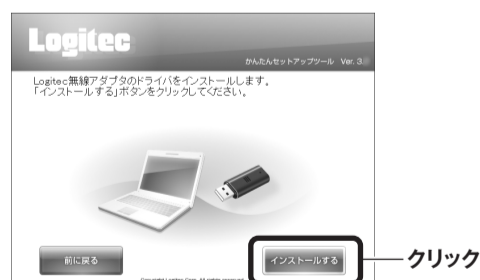 Logitec
かんたんセットアップツール Ver. 3
Logitec無線アダプタのドライバをインストールします。
「インストールする」ボタンをクリックしてください。
前に戻る
インストールする
クリック